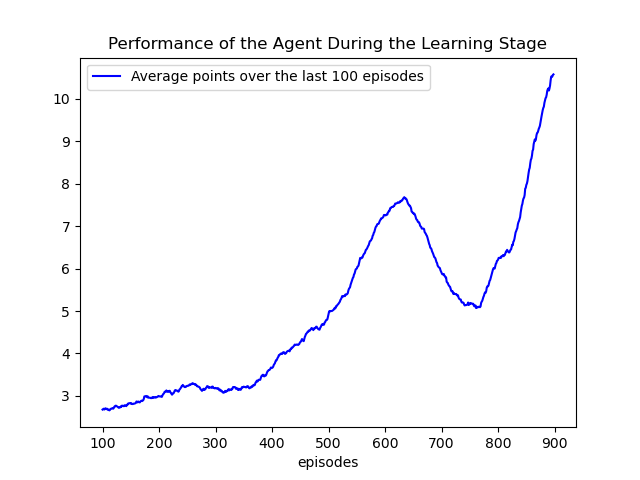 Performance of the Agent During the Learning Stage
Average points over the last 100 episodes
10
9
8
7
6
5
4
3
100 200 300 400 500 600 700 800 900
episodes